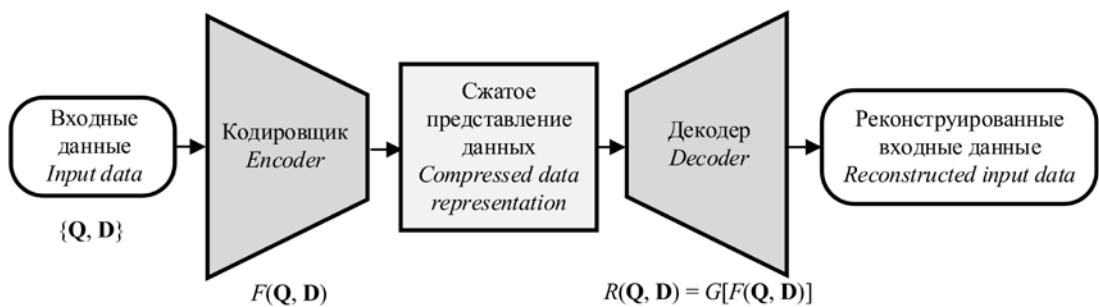 Входные
данные
Input data
{Q, D}
Кодировщик
Encoder
F(Q, D)
Сжатое
представление
данных
Compressed data
representation
Декодер
Decoder
R(Q, D) = G[F(Q, D)]
Реконструированные
входные данные
Reconstructed input data